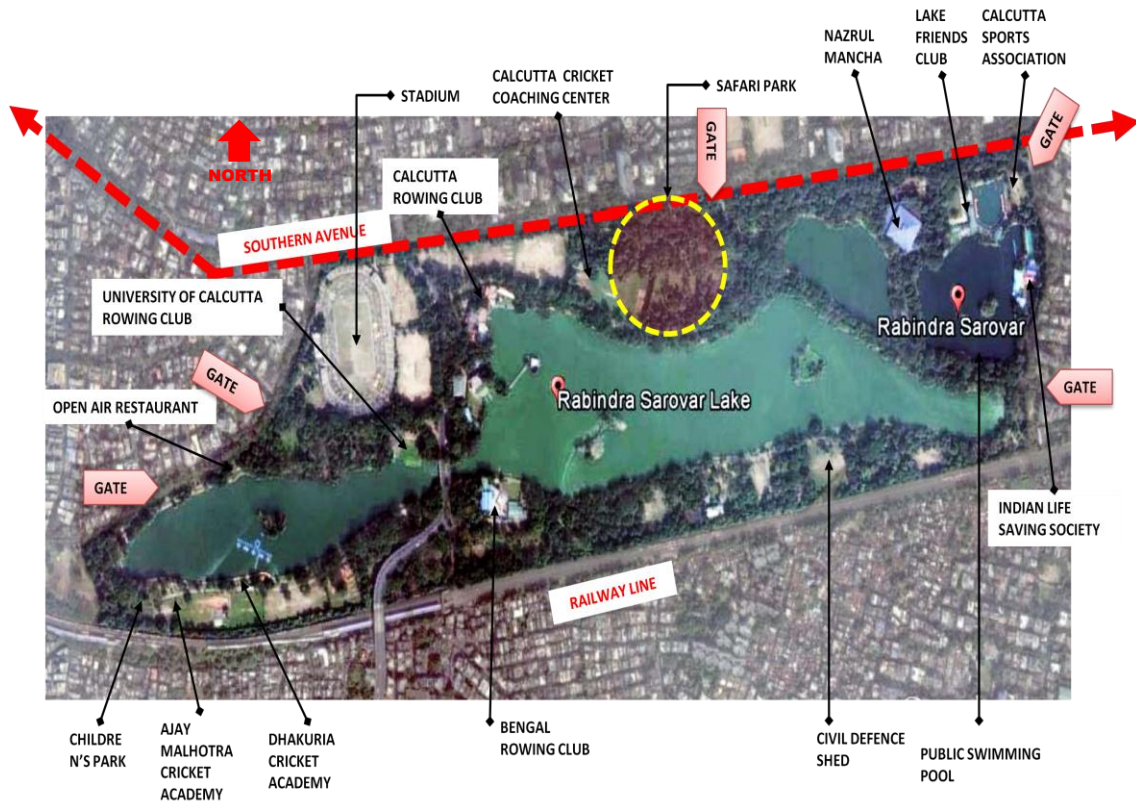 NAZRUL
MANCHA
LAKE
FRIENDS
CLUB
CALCUTTA
SPORTS
ASSOCIATION
CALCUTTA CRICKET
COACHING CENTER
SAFARI PARK
STADIUM
GATE
GATE
NORTH
CALCUTTA
ROWING CLUB
SOUTHERN AVENUE
UNIVERSITY OF CALCUTTA
ROWING CLUB
Rabindra Sarovar
GATE
GATE
OPEN AIR RESTAURANT
Rabindra Sarovar Lake
GATE
INDIAN LIFE
SAVING SOCIETY
RAILWAY LINE
CHILDRE
N'S PARK
AJAY
MALHOTRA
CRICKET
ACADEMY
DHAKURIA
CRICKET
ACADEMY
BENGAL
ROWING CLUB
CIVIL DEFENCE
SHED
PUBLIC SWIMMING
POOL